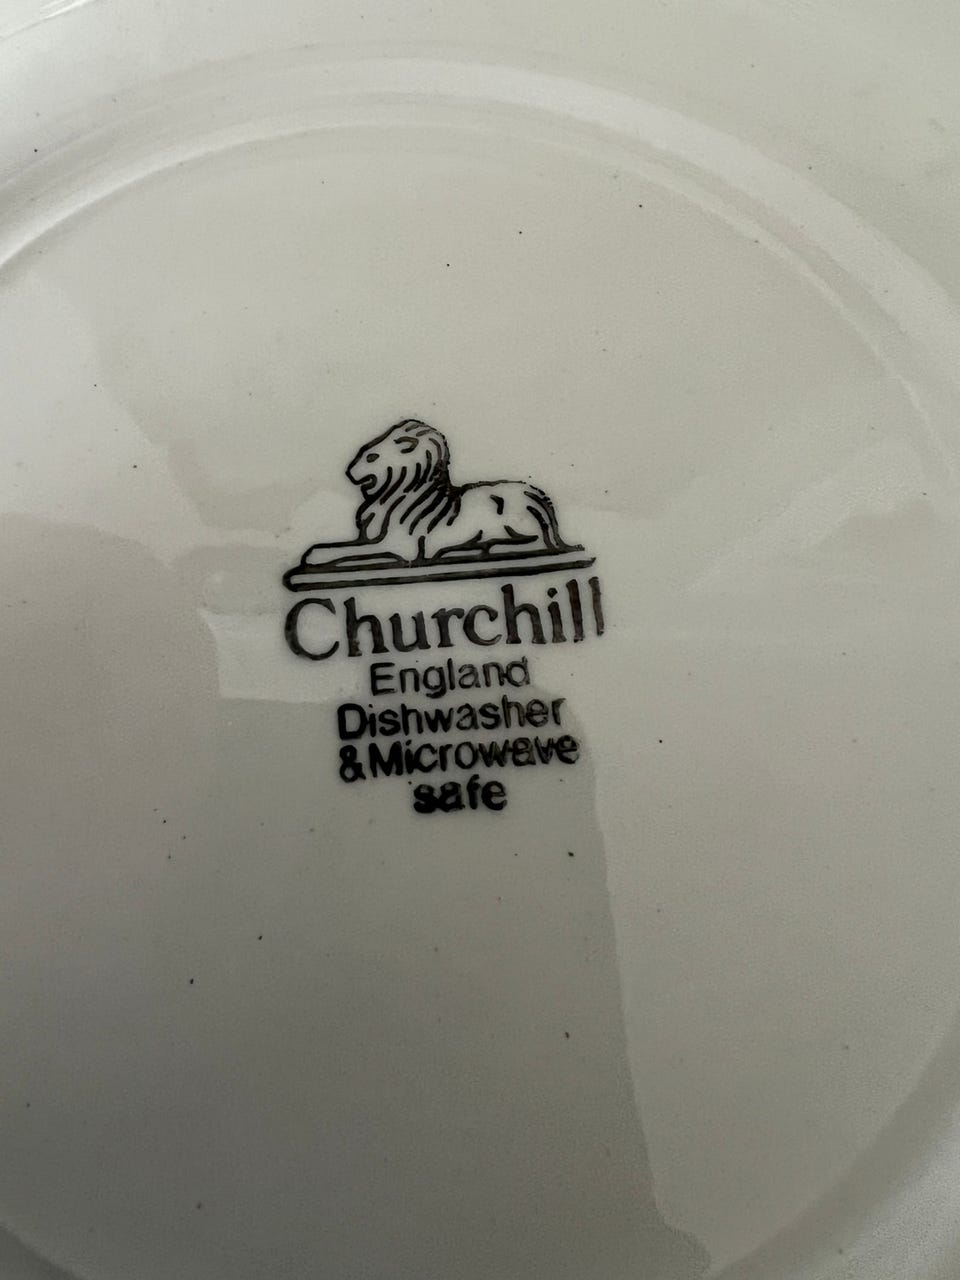 Churchill
England
Dishwasher
&Microwave
safe